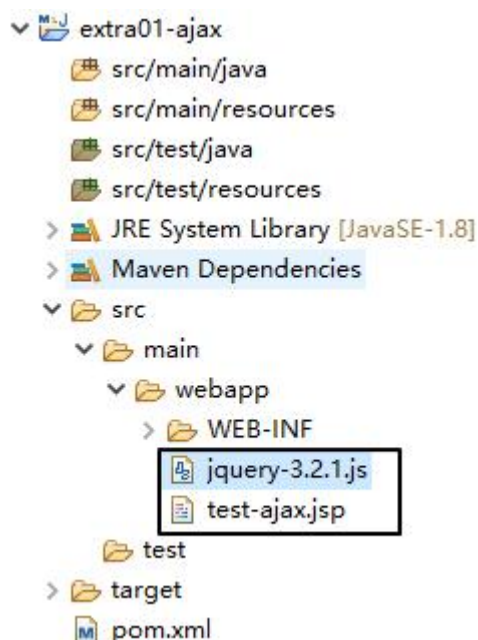 extra01-ajax
src/main/java
src/main/resources
src/test/java
src/test/resources
JRE System Library [JavaSE-1.8]
Maven Dependencies
src
main
webapp
WEB-INF
jquery-3.2.1.js
test-ajax.jsp
test
target
pom.xml